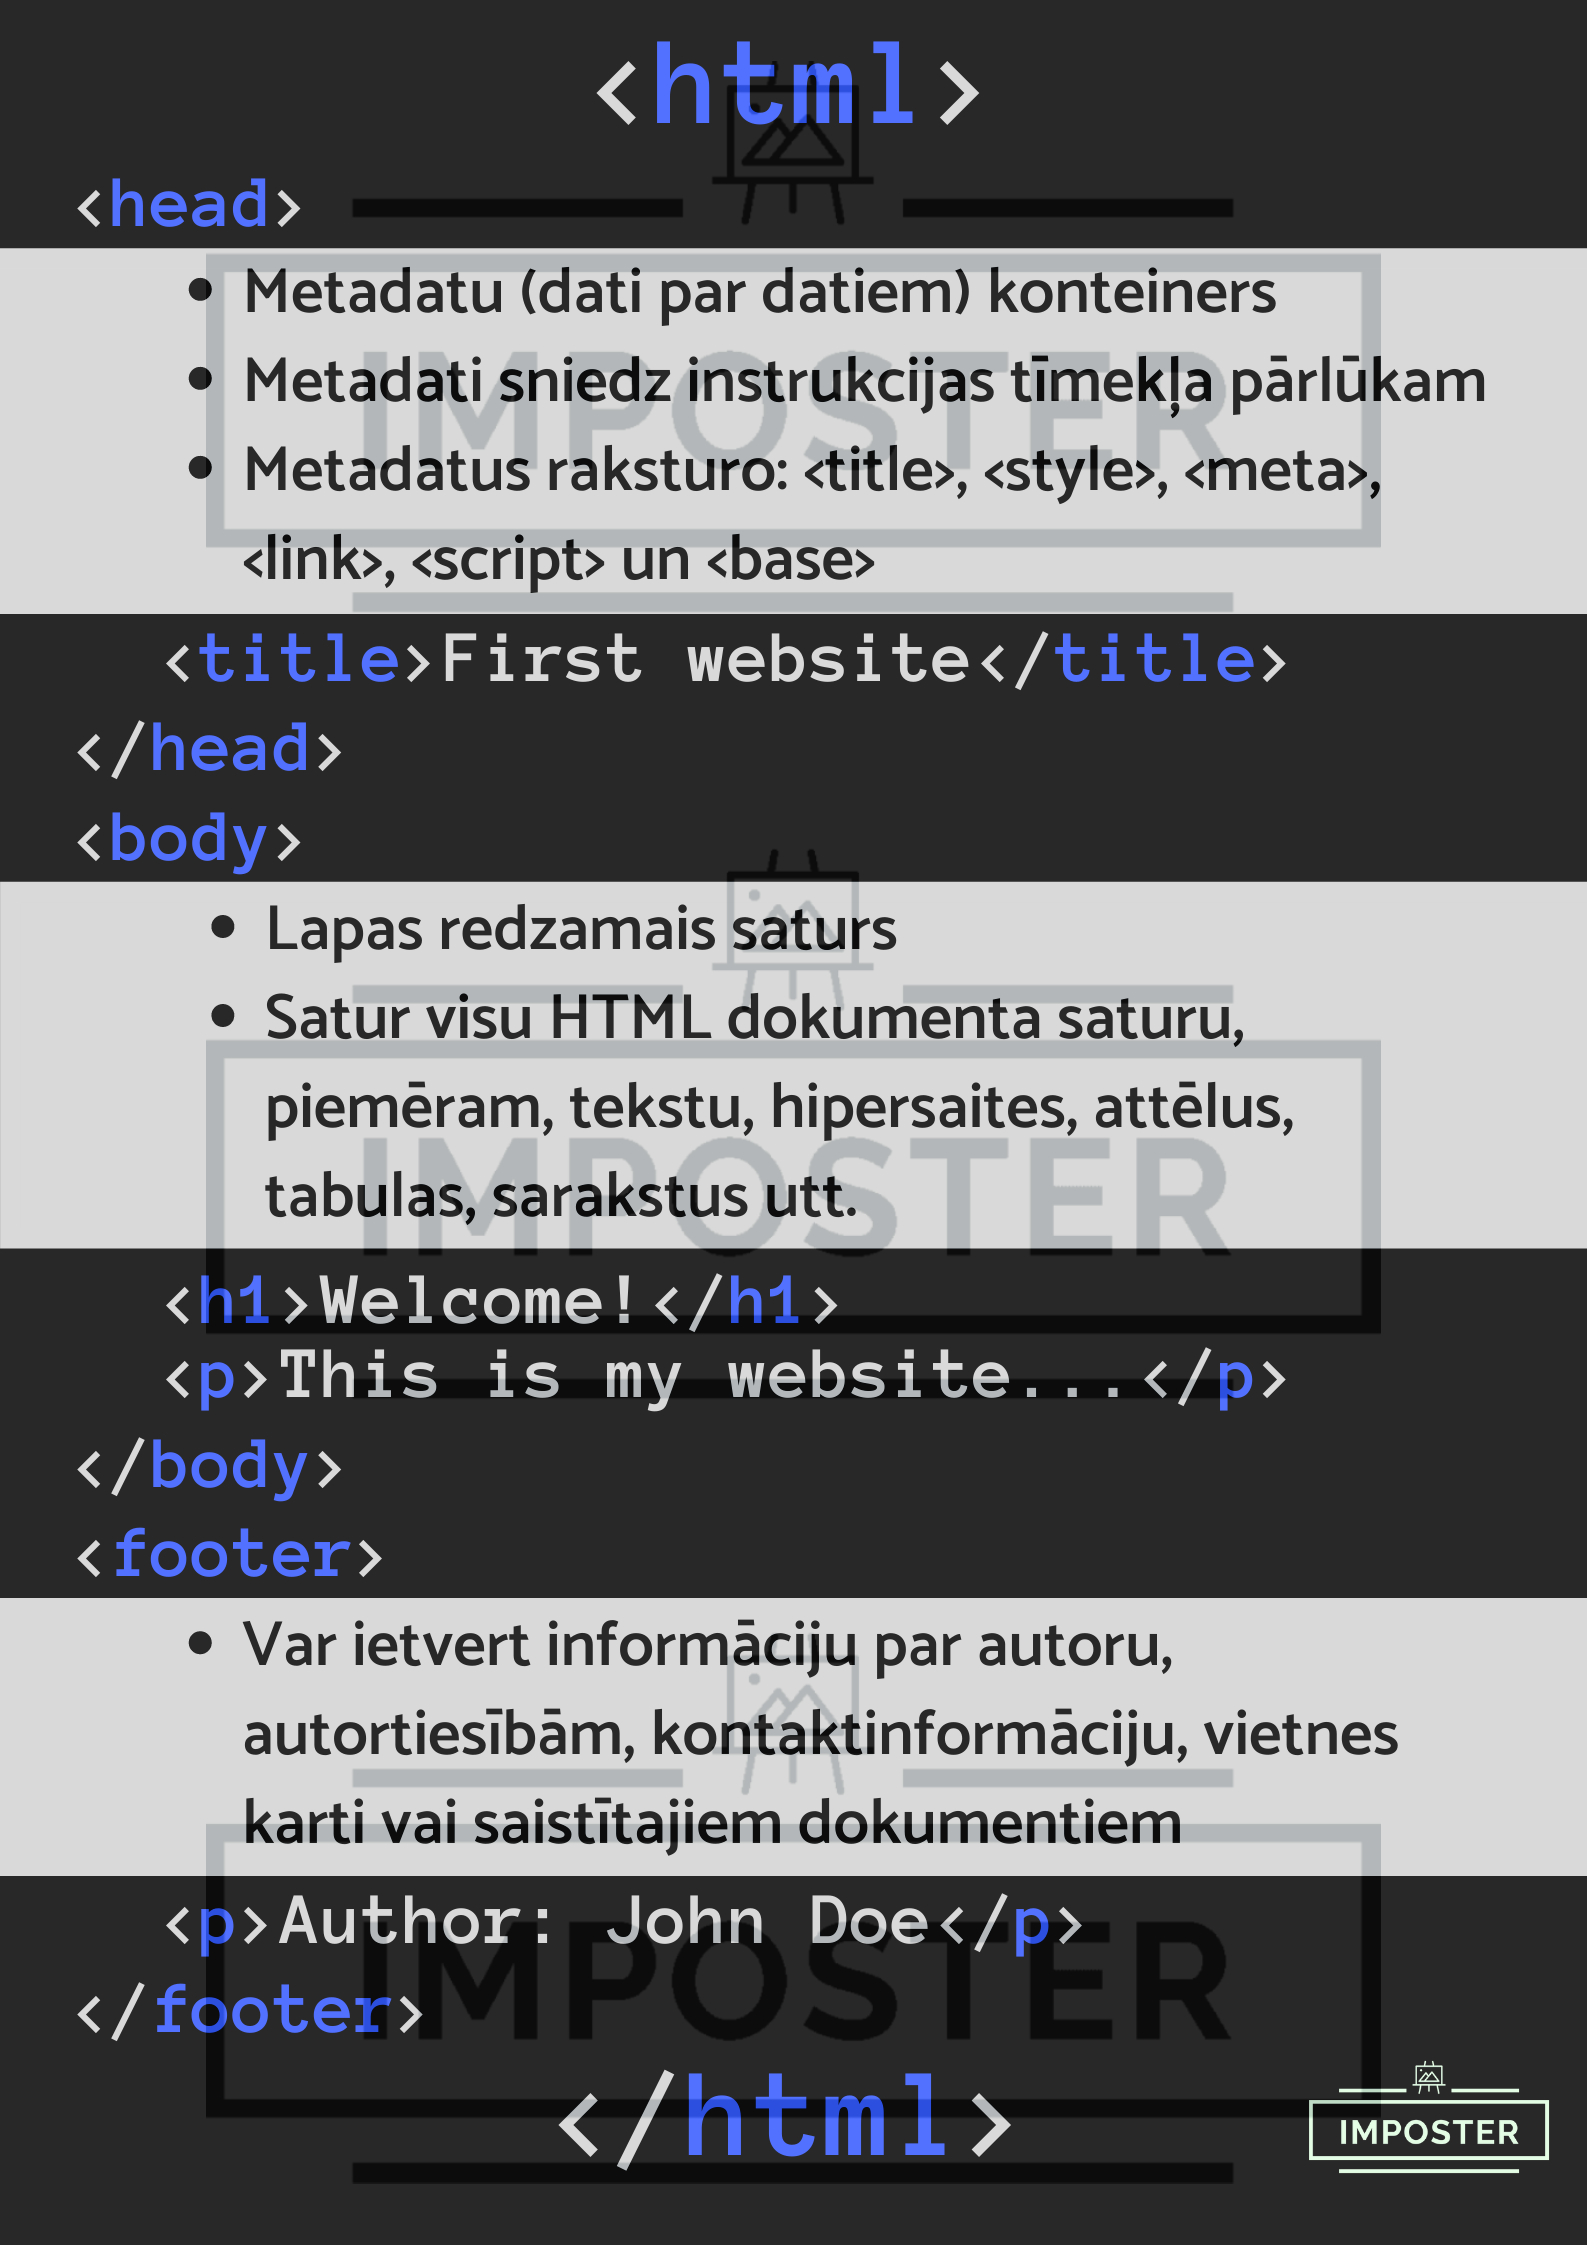 <html>
<head>
• Metadatu (dati par datiem) konteiners
• Metadati sniedz instrukcijas tīmekļa pārlūkam
• Metadatus raksturo: <title>, <style>, <meta>,
<link>, <script> un <base>
<title>First website</title>
</head>
<body>
• Lapas redzamais saturs
• Satur visu HTML dokumenta saturu,
piemēram, tekstu, hipersaites, attēlus,
tabulas, sarakstus utt.
<h1>Welcome!</h1>
<p>This is my website...</p>
</body>
<footer>
• Var ietvert informāciju par autoru,
autortiesībām, kontaktinformāciju, vietnes
karti vai saistītajiem dokumentiem
<p>Author: John Doe</p>
</footer>
</html>
IMPOSTER
IMPOSTER
IMPOSTER
IMPOSTER